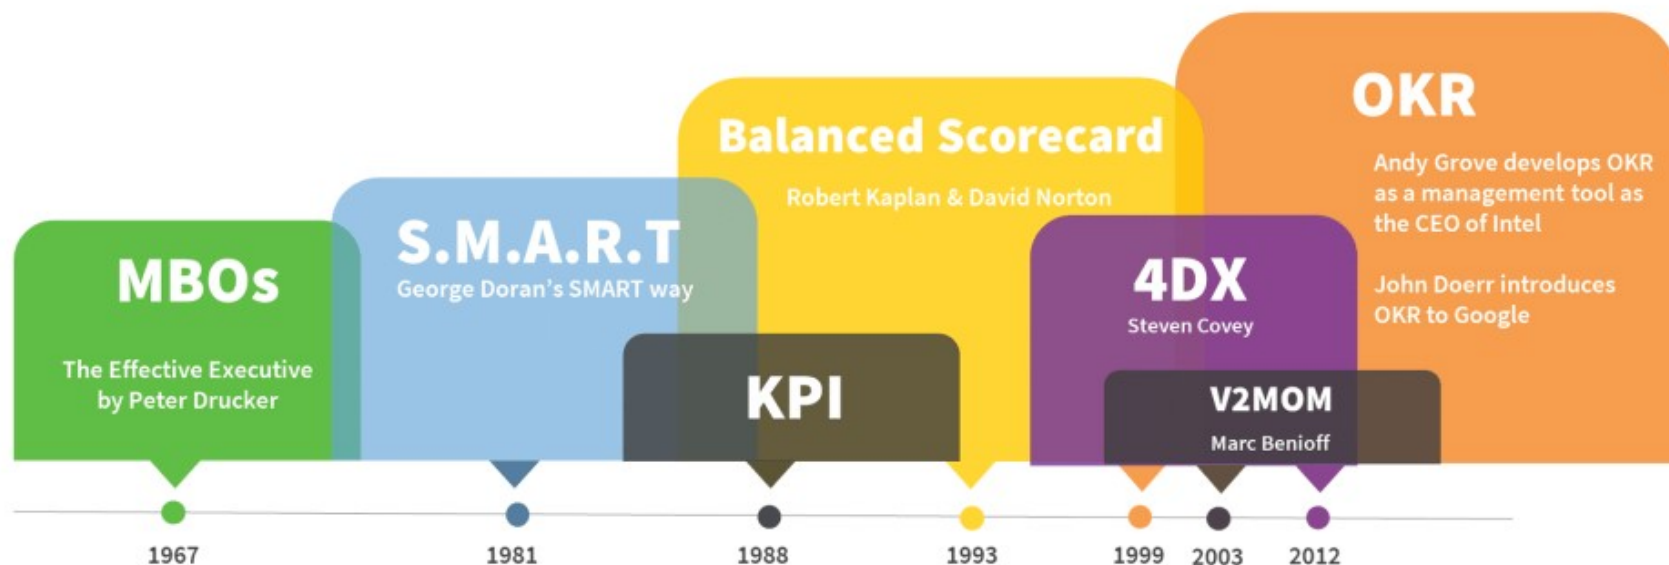 MBOs
The Effective Executive
by Peter Drucker
S.M.A.R.T
George Doran's SMART way
KPI
Balanced Scorecard
Robert Kaplan & David Norton
4DX
Steven Covey
V2MOM
Marc Benioff
OKR
Andy Grove develops OKR
as a management tool as
the CEO of Intel
John Doerr introduces
OKR to Google
1967
1981
1988
1993
1999
2003
2012